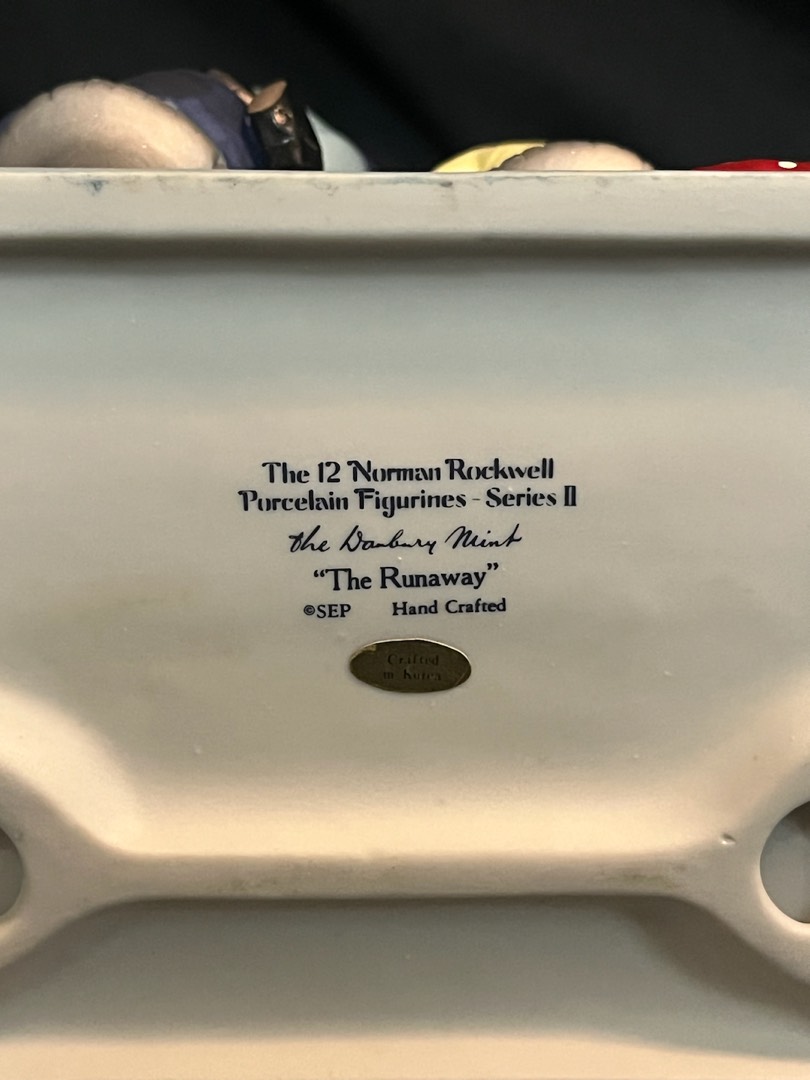 The 12 Norman Rockwell
Porcelain Figurines - Series II
the Danbury Mint
“The Runaway”
©SEP Hand Crafted
Crafted
in Korea